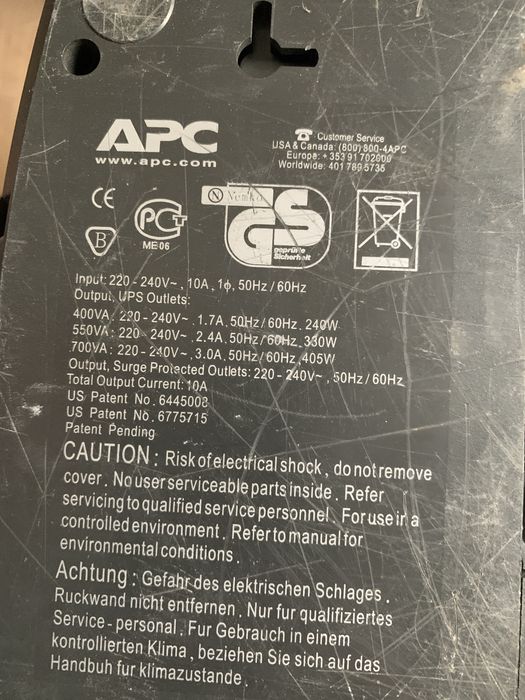 APC
www.apc.com
Customer Service
USA & Canada: (800) 800-4APC
Europe: + 353 91 702000
Worldwide: 401 789 5735
CE
N Nemko
B
PCT
ME 06
GS
geprüfte
Sicherheit
Input: 220 - 240V~ , 10A , 1ϕ, 50Hz / 60Hz
Output, UPS Outlets:
400VA : 220 - 240V~ , 1.7A, 50Hz / 60Hz, 240W
550VA : 220 - 240V~ , 2.4A, 50Hz / 60Hz, 330W
700VA : 220 - 240V~ , 3.0A, 50Hz / 60Hz, 405W
Output, Surge Protected Outlets: 220 - 240V~ , 50Hz / 60Hz
Total Output Current: 10A
US Patent No. 6445008
US Patent No. 6775715
Patent Pending
CAUTION : Risk of electrical shock , do not remove
cover . No user serviceable parts inside . Refer
servicing to qualified service personnel . For use in a
controlled environment . Refer to manual for
environmental conditions .
Achtung : Gefahr des elektrischen Schlages .
Ruckwand nicht entfernen . Nur fur qualifiziertes
Service - personal . Fur Gebrauch in einem
kontrollierten Klima , beziehen Sie sich auf das
Handbuh fur klimazustande .